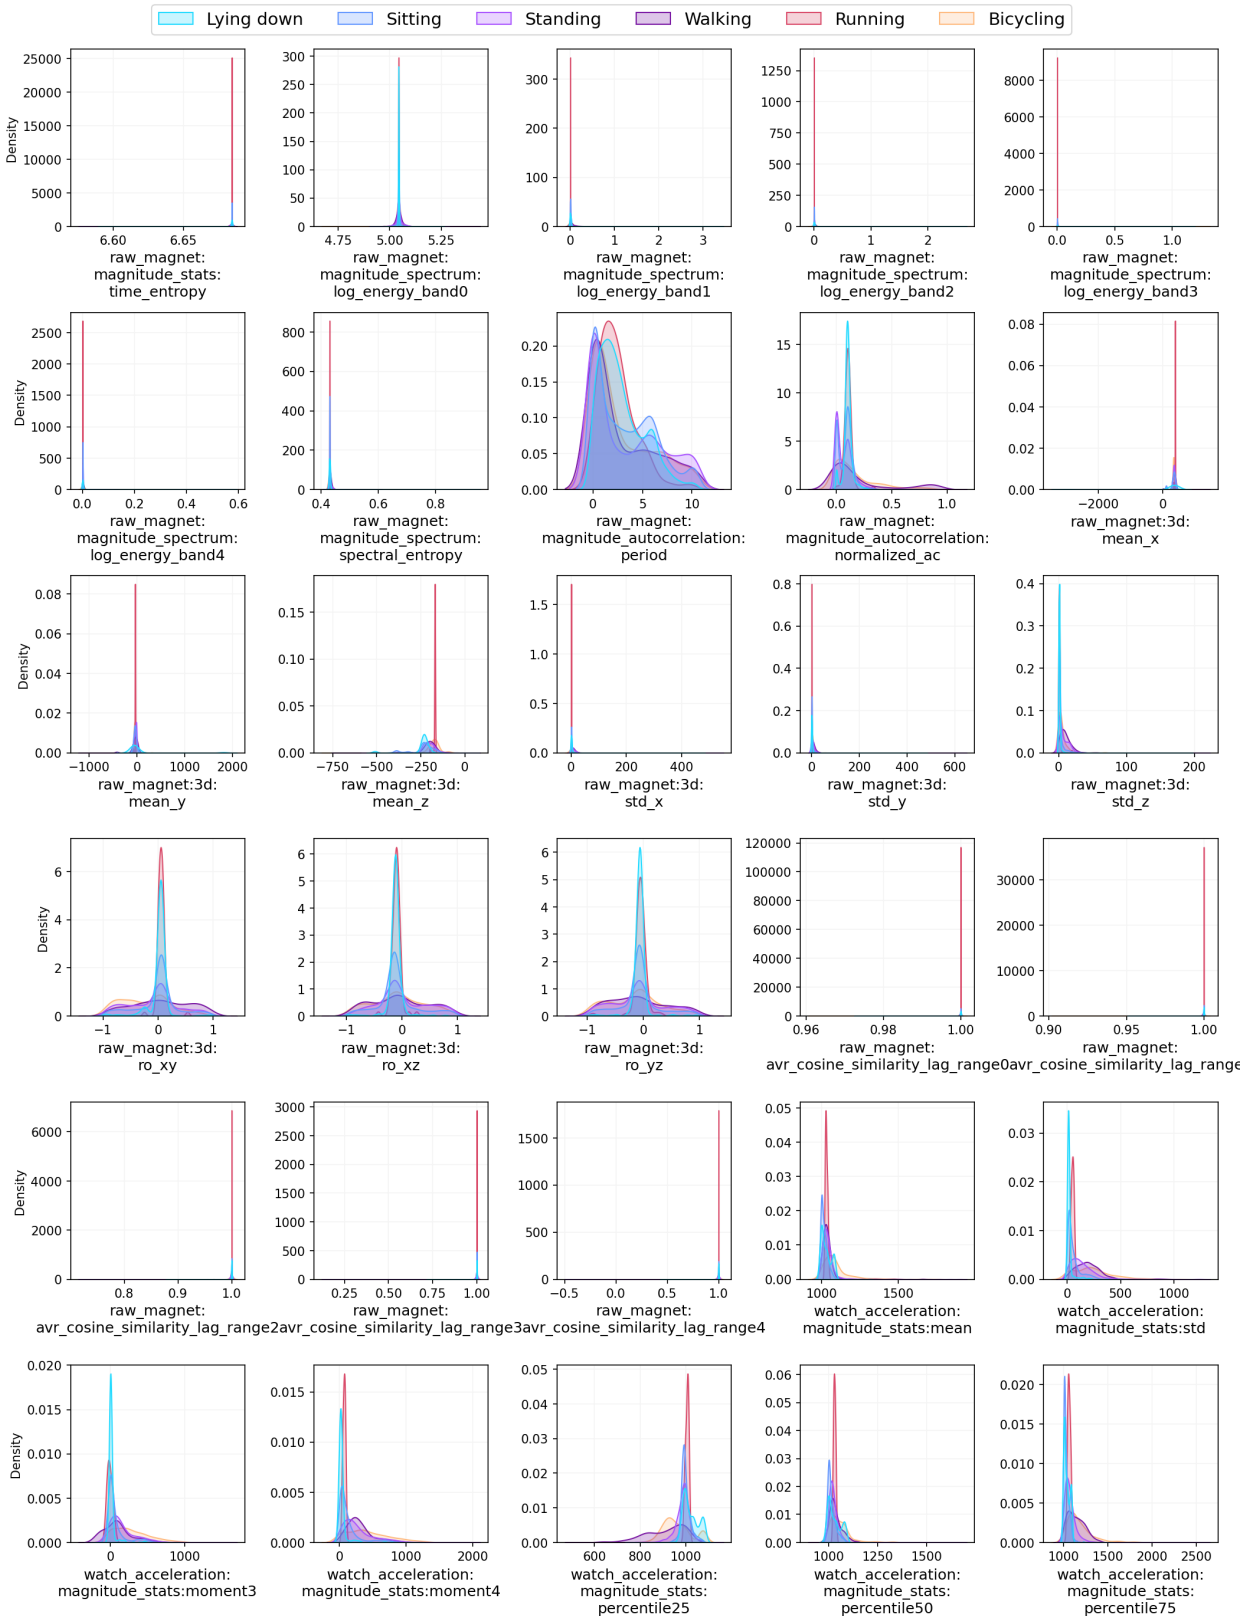 Lying down Sitting Standing Walking Running Bicycling
25000 20000 15000 10000 5000 0
Density
6.60 6.65
raw_magnet:
magnitude_stats:
time_entropy
300 250 200 150 100 50 0
4.75 5.00 5.25
raw_magnet:
magnitude_spectrum:
log_energy_band0
300 200 100 0
0 1 2 3
raw_magnet:
magnitude_spectrum:
log_energy_band1
1250 1000 750 500 250 0
0 1 2
raw_magnet:
magnitude_spectrum:
log_energy_band2
8000 6000 4000 2000 0
0.0 0.5 1.0
raw_magnet:
magnitude_spectrum:
log_energy_band3
2500 2000 1500 1000 500 0
Density
0.0 0.2 0.4 0.6
raw_magnet:
magnitude_spectrum:
log_energy_band4
800 600 400 200 0
0.4 0.6 0.8
raw_magnet:
magnitude_spectrum:
spectral_entropy
0.20 0.15 0.10 0.05 0.00
0 5 10
raw_magnet:
magnitude_autocorrelation:
period
15 10 5 0
0.0 0.5 1.0
raw_magnet:
magnitude_autocorrelation:
normalized_ac
0.08 0.06 0.04 0.02 0.00
−2000 0
raw_magnet:3d:
mean_x
0.08 0.06 0.04 0.02 0.00
Density
−1000 0 1000 2000
raw_magnet:3d:
mean_y
0.15 0.10 0.05 0.00
−750 −500 −250 0
raw_magnet:3d:
mean_z
1.5 1.0 0.5 0.0
0 200 400
raw_magnet:3d:
std_x
0.8 0.6 0.4 0.2 0.0
0 200 400 600
raw_magnet:3d:
std_y
0.4 0.3 0.2 0.1 0.0
0 100 200
raw_magnet:3d:
std_z
6 4 2 0
Density
−1 0 1
raw_magnet:3d:
ro_xy
6 5 4 3 2 1 0
−1 0 1
raw_magnet:3d:
ro_xz
6 5 4 3 2 1 0
−1 0 1
raw_magnet:3d:
ro_yz
120000 100000 80000 60000 40000 20000 0
0.96 0.98 1.00
raw_magnet:
avr_cosine_similarity_lag_range0
30000 20000 10000 0
0.90 0.95 1.00
raw_magnet:
avr_cosine_similarity_lag_range
6000 4000 2000 0
Density
0.8 0.9 1.0
raw_magnet:
avr_cosine_similarity_lag_range2
3000 2500 2000 1500 1000 500 0
0.25 0.50 0.75 1.00
raw_magnet:
avr_cosine_similarity_lag_range3
1500 1000 500 0
−0.5 0.0 0.5 1.0
raw_magnet:
avr_cosine_similarity_lag_range4
0.05 0.04 0.03 0.02 0.01 0.00
1000 1500
watch_acceleration:
magnitude_stats:mean
0.03 0.02 0.01 0.00
0 500 1000
watch_acceleration:
magnitude_stats:std
0.020 0.015 0.010 0.005 0.000
Density
0 1000
watch_acceleration:
magnitude_stats:moment3
0.015 0.010 0.005 0.000
0 1000 2000
watch_acceleration:
magnitude_stats:moment4
0.05 0.04 0.03 0.02 0.01 0.00
600 800 1000
watch_acceleration:
magnitude_stats:
percentile25
0.06 0.05 0.04 0.03 0.02 0.01 0.00
1000 1250 1500 1750
watch_acceleration:
magnitude_stats:
percentile50
0.020 0.015 0.010 0.005 0.000
1000 1500 2000 2500
watch_acceleration:
magnitude_stats:
percentile75